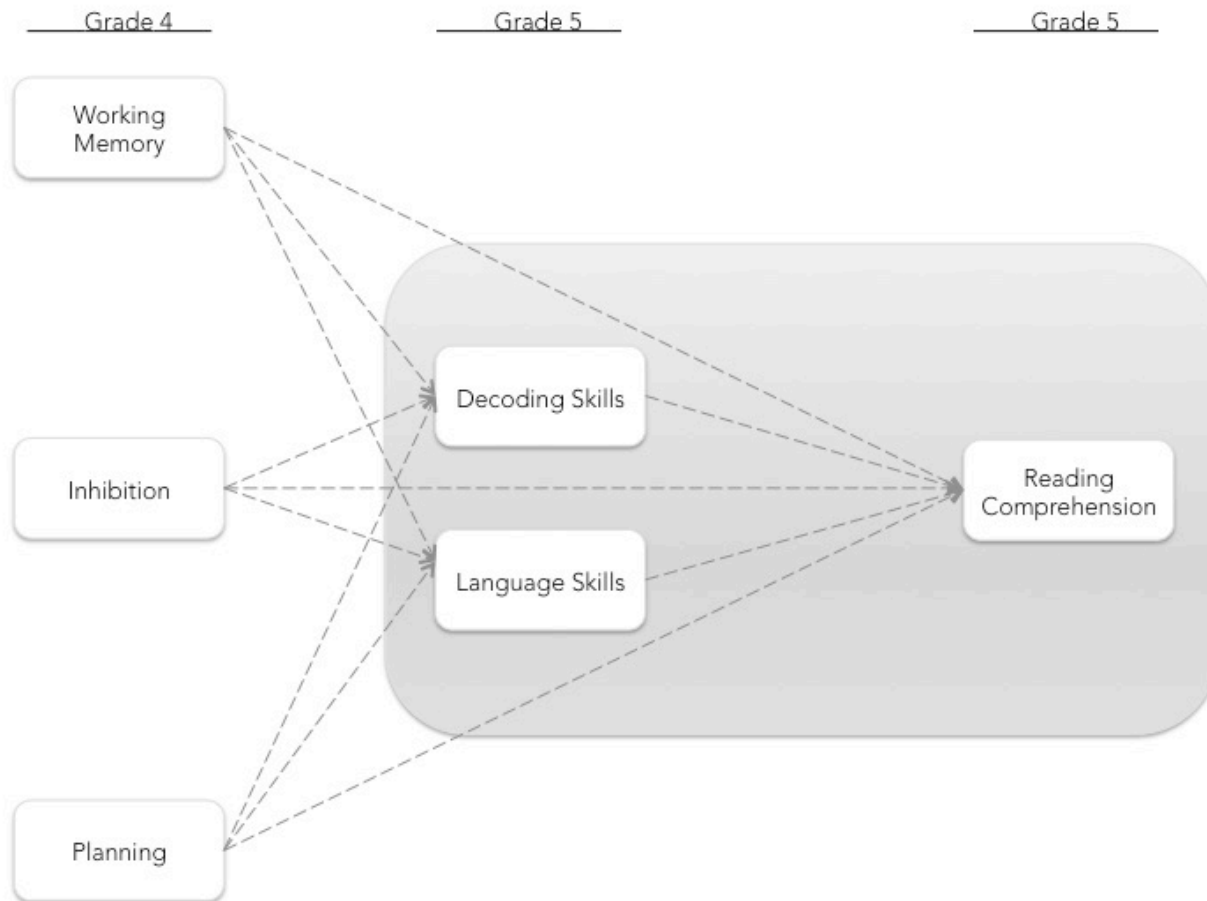 Grade 4
Grade 5
Grade 5
Working
Memory
Decoding Skills
Inhibition
Reading
Comprehension
Language Skills
Planning